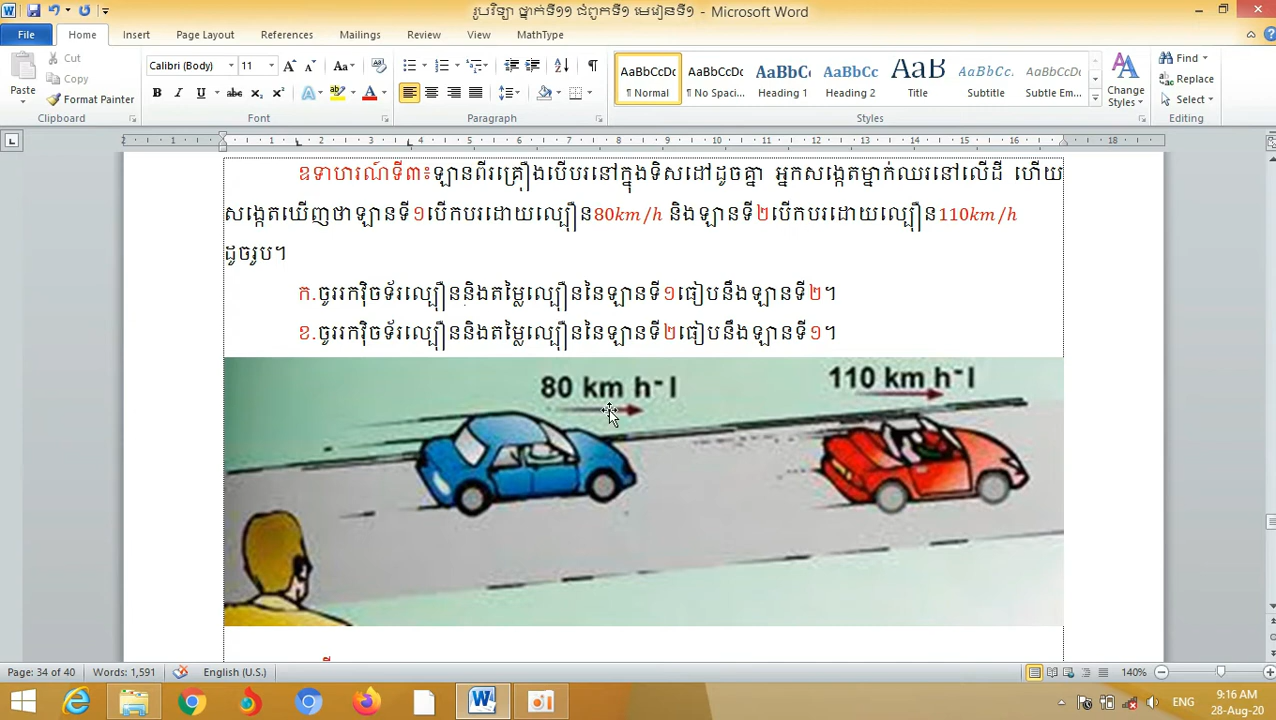 រូបវិទ្យា ថ្នាក់ទី១១ ជំពូកទី១ មេរៀនទី១ - Microsoft Word
File Home Insert Page Layout References Mailings Review View MathType
Cut
Copy
Format Painter
Paste
Calibri (Body) 11
AaBbCcDc AaBbCcDc AaBbC AaBbCc AaB AaBbCcI AaBbCcDc
¶ Normal ¶ No Spaci... Heading 1 Heading 2 Title Subtitle Subtle Em...
Change Styles
Find
Replace
Select
Clipboard Font Paragraph Styles Editing
ឧទាហរណ៍ទី៣៖ឡានពីរគ្រឿងបើបរនៅក្នុងទិសដៅដូចគ្នា អ្នកសង្កេតម្នាក់ឈរនៅលើដី ហើយ
សង្កេតឃើញថាឡានទី១បើកបរដោយល្បឿន80km/h និងឡានទី២បើកបរដោយល្បឿន110km/h
ដូចរូប។
ក.ចូររកវ៉ិចទ័រល្បឿននិងតម្លៃល្បឿននៃឡានទី១ធៀបនឹងឡានទី២។
ខ.ចូររកវ៉ិចទ័រល្បឿននិងតម្លៃល្បឿននៃឡានទី២ធៀបនឹងឡានទី១។
80 km h⁻l
110 km h⁻l
Page: 34 of 40 Words: 1,591 English (U.S.) 140%
ENG
9:16 AM
28-Aug-20